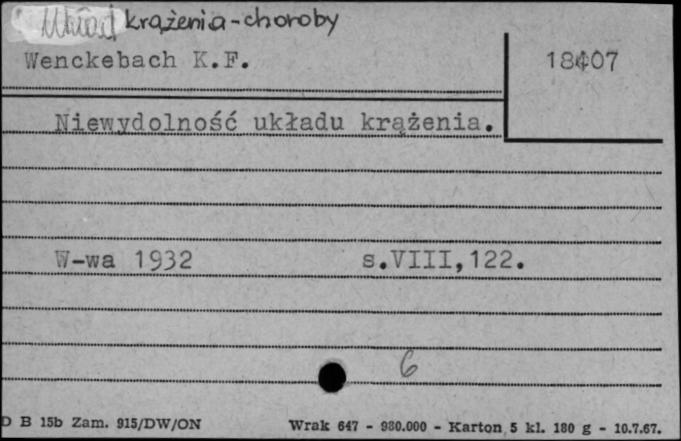 Układ krążenia-choroby
Wenckebach K.F.
18407
Niewydolność układu krążenia.
W-wa 1932 s.VIII,122.
6
D B 15b Zam. 915/DW/ON Wrak 647 - 980.000 - Karton 5 kl. 180 g - 10.7.67.